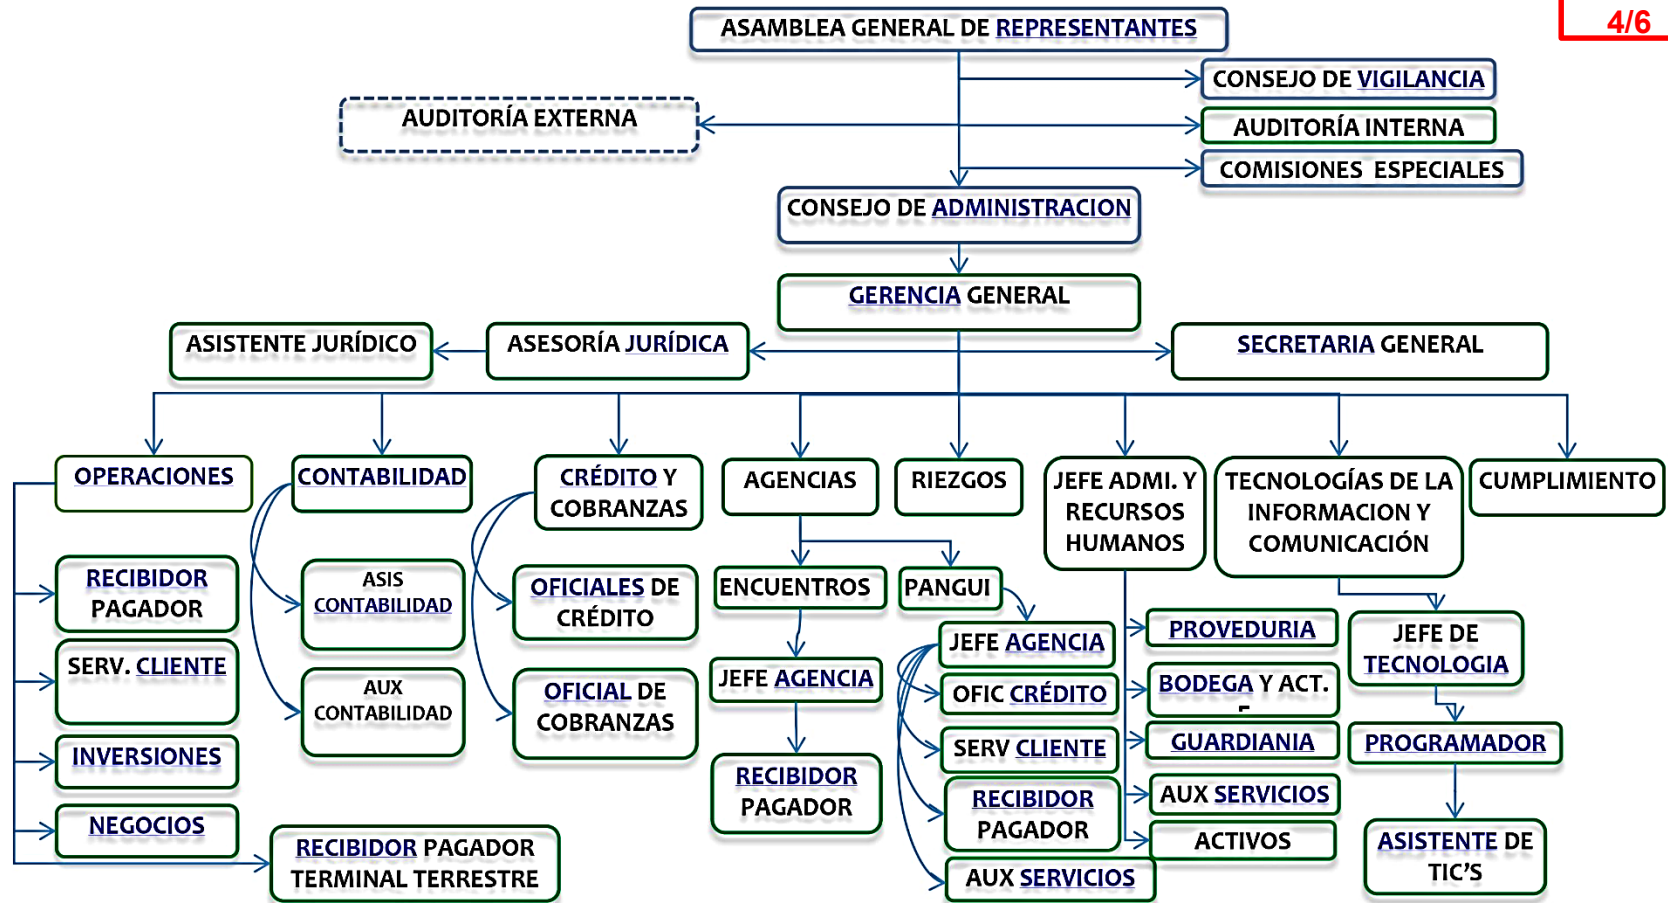 4/6
ASAMBLEA GENERAL DE REPRESENTANTES
CONSEJO DE VIGILANCIA
AUDITORÍA EXTERNA
AUDITORÍA INTERNA
COMISIONES ESPECIALES
CONSEJO DE ADMINISTRACION
GERENCIA GENERAL
ASISTENTE JURÍDICO
ASESORÍA JURÍDICA
SECRETARIA GENERAL
OPERACIONES
CONTABILIDAD
CRÉDITO Y
COBRANZAS
AGENCIAS
RIEZGOS
JEFE ADMI. Y
RECURSOS
HUMANOS
TECNOLOGÍAS DE LA
INFORMACION Y
COMUNICACIÓN
CUMPLIMIENTO
RECIBIDOR
PAGADOR
SERV. CLIENTE
INVERSIONES
NEGOCIOS
RECIBIDOR PAGADOR
TERMINAL TERRESTRE
ASIS
CONTABILIDAD
AUX
CONTABILIDAD
OFICIALES DE
CRÉDITO
OFICIAL DE
COBRANZAS
ENCUENTROS
JEFE AGENCIA
RECIBIDOR
PAGADOR
PANGUI
JEFE AGENCIA
OFIC CRÉDITO
SERV CLIENTE
RECIBIDOR
PAGADOR
AUX SERVICIOS
PROVEDURIA
BODEGA Y ACT.
GUARDIANIA
AUX SERVICIOS
ACTIVOS
JEFE DE
TECNOLOGIA
PROGRAMADOR
ASISTENTE DE
TIC'S